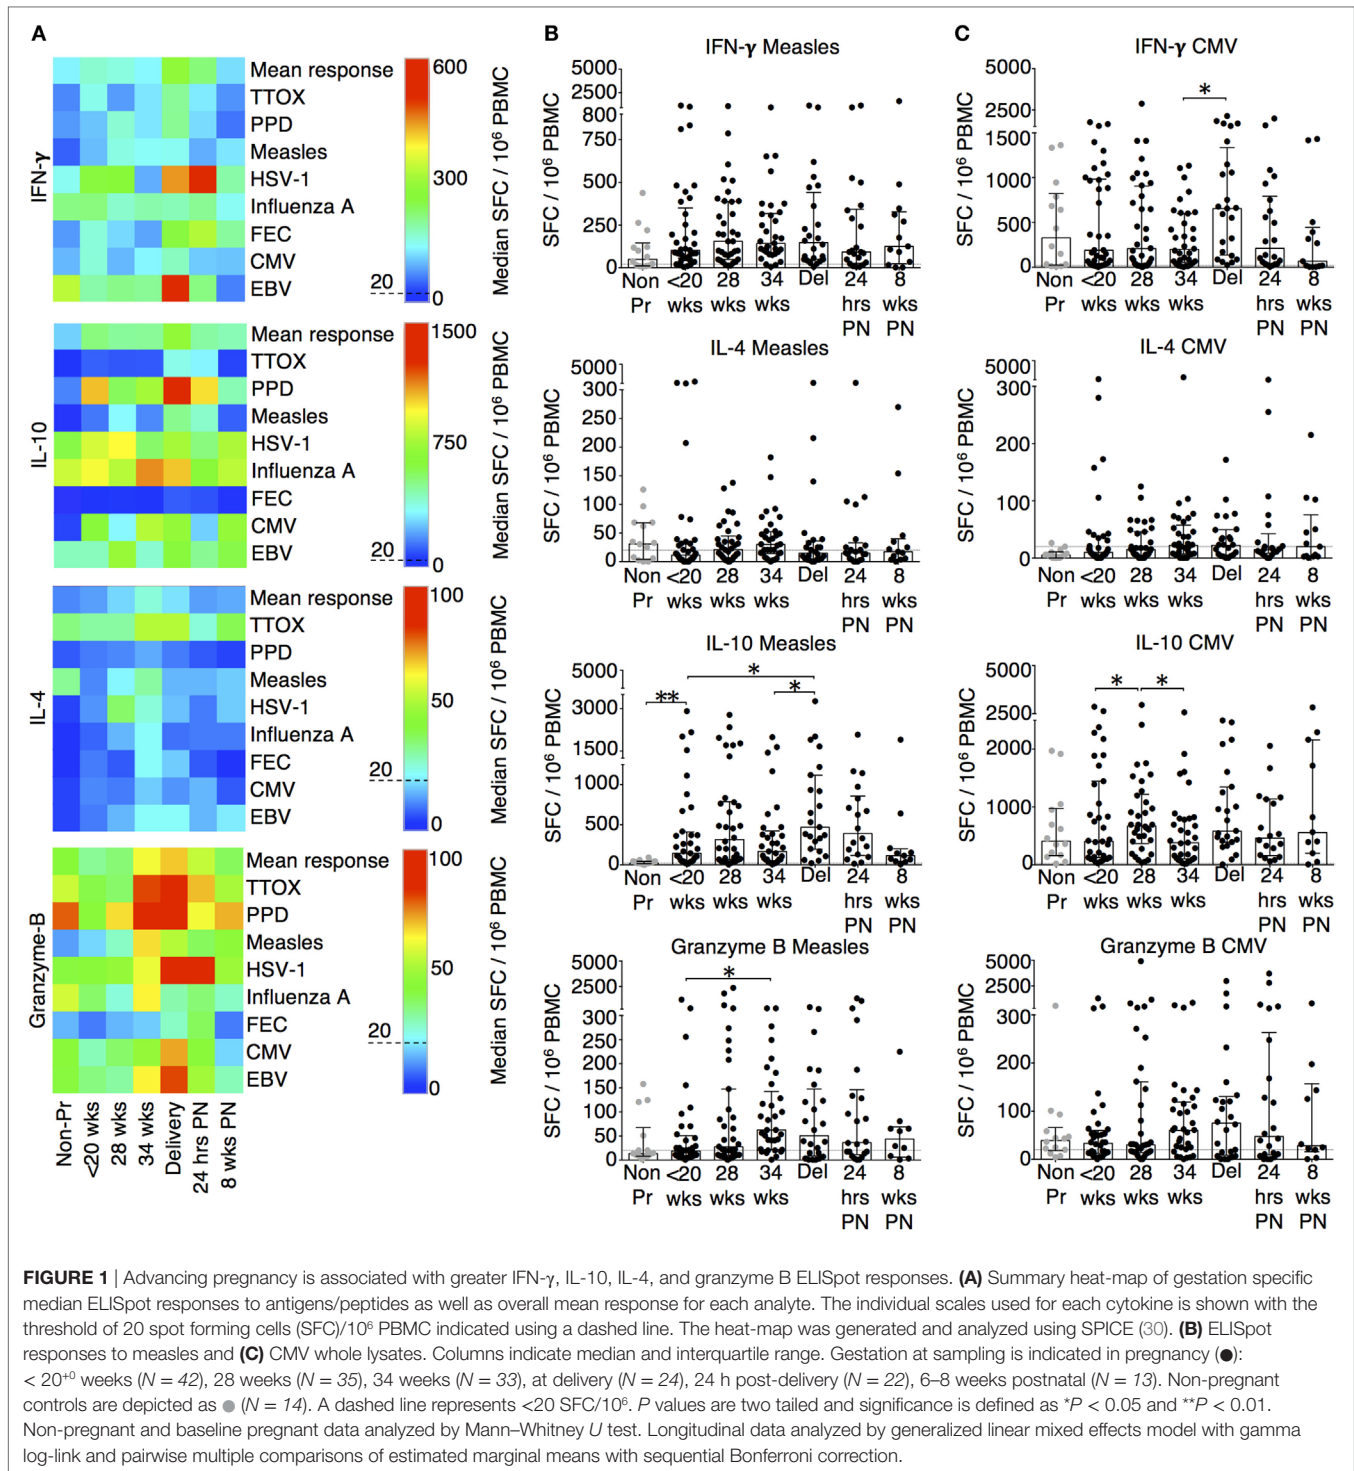 A
Mean response
TTOX
PPD
Measles
HSV-1
Influenza A
FEC
CMV
EBV
IFN-γ
600
300
20
0
Median SFC / 10⁶ PBMC
Mean response
TTOX
PPD
Measles
HSV-1
Influenza A
FEC
CMV
EBV
IL-10
1500
750
20
0
Median SFC / 10⁶ PBMC
Mean response
TTOX
PPD
Measles
HSV-1
Influenza A
FEC
CMV
EBV
IL-4
100
50
20
0
Median SFC / 10⁶ PBMC
Mean response
TTOX
PPD
Measles
HSV-1
Influenza A
FEC
CMV
EBV
Granzyme-B
100
50
20
0
Median SFC / 10⁶ PBMC
Non-Pr
<20 wks
28 wks
34 wks
Delivery
24 hrs PN
8 wks PN
B
IFN-γ Measles
SFC / 10⁶ PBMC
5000
2500
800
750
500
250
0
Non <20 28 34 Del 24 8
Pr wks wks wks hrs wks
PN PN
IL-4 Measles
SFC / 10⁶ PBMC
5000
300
250
200
150
100
50
0
Non <20 28 34 Del 24 8
Pr wks wks wks hrs wks
PN PN
IL-10 Measles
SFC / 10⁶ PBMC
5000
3000
1500
1000
500
0
** * *
Non <20 28 34 Del 24 8
Pr wks wks wks hrs wks
PN PN
Granzyme B Measles
SFC / 10⁶ PBMC
5000
2500
300
200
150
100
50
0
*
Non <20 28 34 Del 24 8
Pr wks wks wks hrs wks
PN PN
C
IFN-γ CMV
SFC / 10⁶ PBMC
5000
1500
1000
500
0
*
Non <20 28 34 Del 24 8
Pr wks wks wks hrs wks
PN PN
IL-4 CMV
SFC / 10⁶ PBMC
5000
300
200
100
0
Non <20 28 34 Del 24 8
Pr wks wks wks hrs wks
PN PN
IL-10 CMV
SFC / 10⁶ PBMC
5000
2500
2000
1000
0
* *
Non <20 28 34 Del 24 8
Pr wks wks wks hrs wks
PN PN
Granzyme B CMV
SFC / 10⁶ PBMC
5000
2500
300
200
100
0
Non <20 28 34 Del 24 8
Pr wks wks wks hrs wks
PN PN
FIGURE 1 | Advancing pregnancy is associated with greater IFN-γ, IL-10, IL-4, and granzyme B ELISpot responses. (A) Summary heat-map of gestation specific
median ELISpot responses to antigens/peptides as well as overall mean response for each analyte. The individual scales used for each cytokine is shown with the
threshold of 20 spot forming cells (SFC)/10⁶ PBMC indicated using a dashed line. The heat-map was generated and analyzed using SPICE (30). (B) ELISpot
responses to measles and (C) CMV whole lysates. Columns indicate median and interquartile range. Gestation at sampling is indicated in pregnancy (●):
< 20⁺⁰ weeks (N = 42), 28 weeks (N = 35), 34 weeks (N = 33), at delivery (N = 24), 24 h post-delivery (N = 22), 6–8 weeks postnatal (N = 13). Non-pregnant
controls are depicted as ● (N = 14). A dashed line represents <20 SFC/10⁶. P values are two tailed and significance is defined as *P < 0.05 and **P < 0.01.
Non-pregnant and baseline pregnant data analyzed by Mann–Whitney U test. Longitudinal data analyzed by generalized linear mixed effects model with gamma
log-link and pairwise multiple comparisons of estimated marginal means with sequential Bonferroni correction.